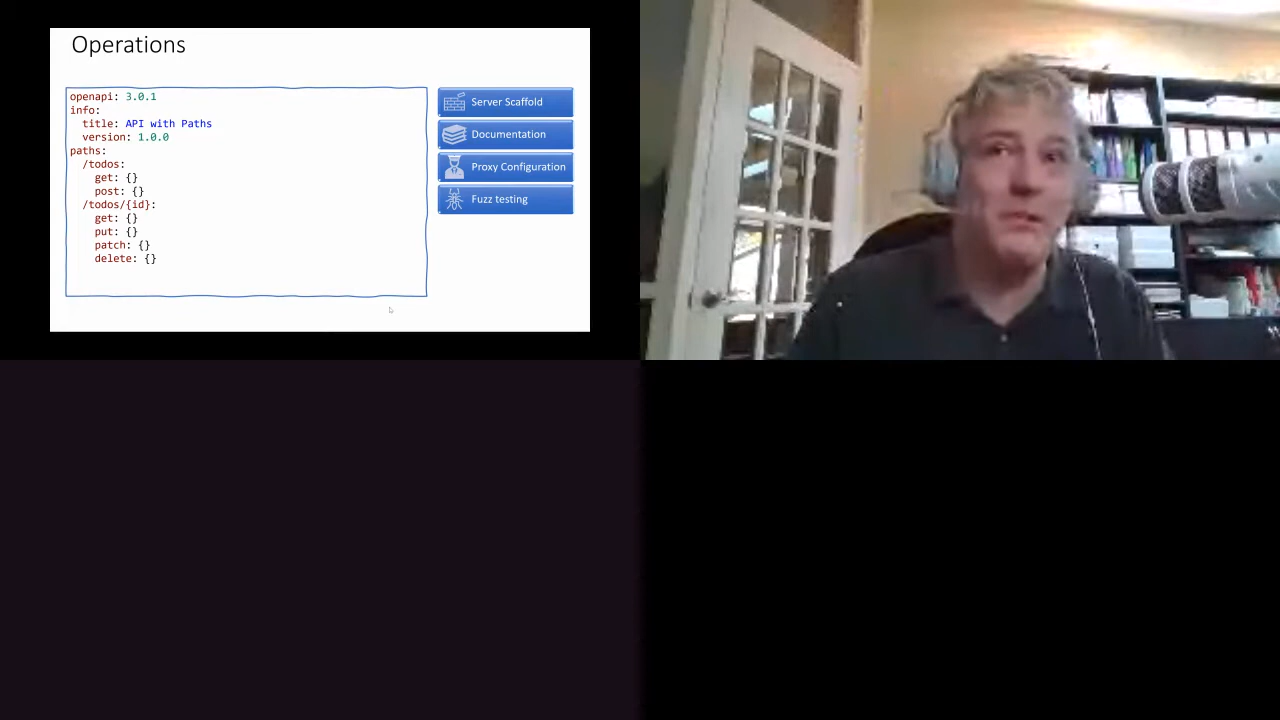 Operations
openapi: 3.0.1
info:
  title: API with Paths
  version: 1.0.0
paths:
  /todos:
    get: {}
    post: {}
  /todos/{id}:
    get: {}
    put: {}
    patch: {}
    delete: {}
Server Scaffold
Documentation
Proxy Configuration
Fuzz testing